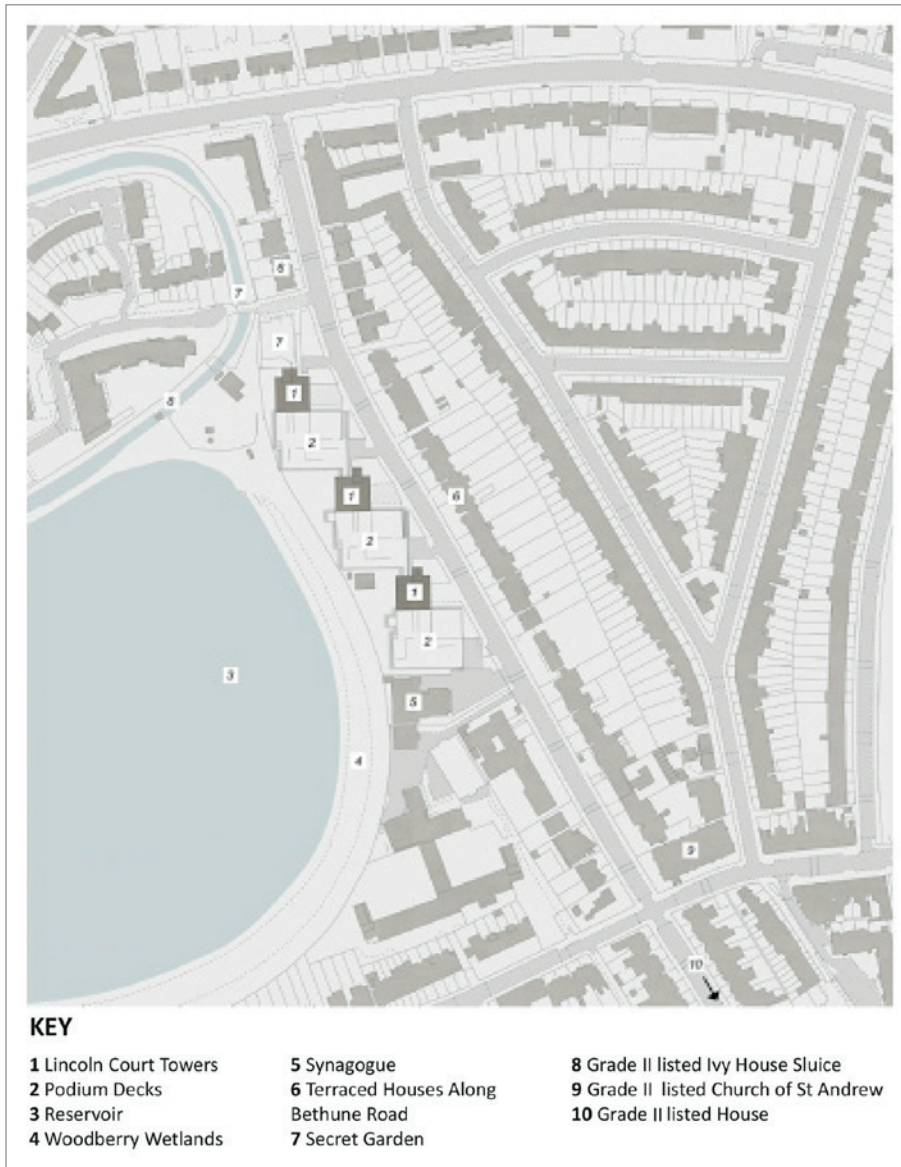 6
7
7
1
8
2
1
6
2
1
2
3
5
4
9
10
KEY
1 Lincoln Court Towers
2 Podium Decks
3 Reservoir
4 Woodberry Wetlands
5 Synagogue
6 Terraced Houses Along
Bethune Road
7 Secret Garden
8 Grade II listed Ivy House Sluice
9 Grade II listed Church of St Andrew
10 Grade II listed House